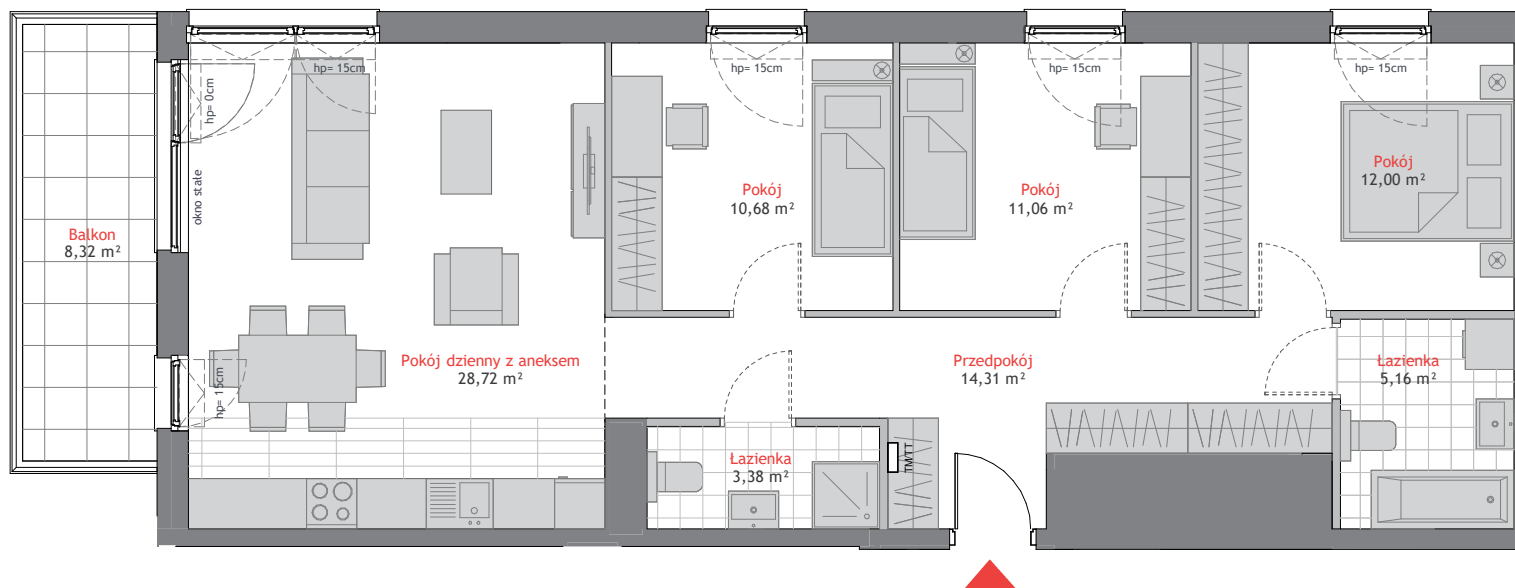 hp= 15cm
hp= 15cm
hp= 15cm
hp= 15cm
hp= 0cm
okno stałe
Balkon
8,32 m²
Pokój
10,68 m²
Pokój
11,06 m²
Pokój
12,00 m²
Pokój dzienny z aneksem
28,72 m²
hp= 15cm
Przedpokój
14,31 m²
Łazienka
5,16 m²
Łazienka
3,38 m²
TM/TT